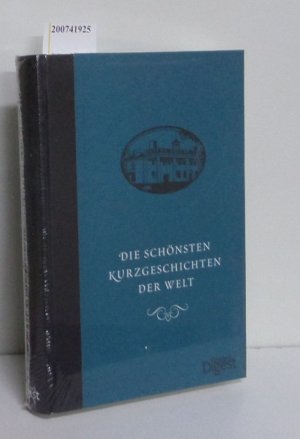 200741925
DIE SCHÖNSTEN
KURZGESCHICHTEN
DER WELT
Digest